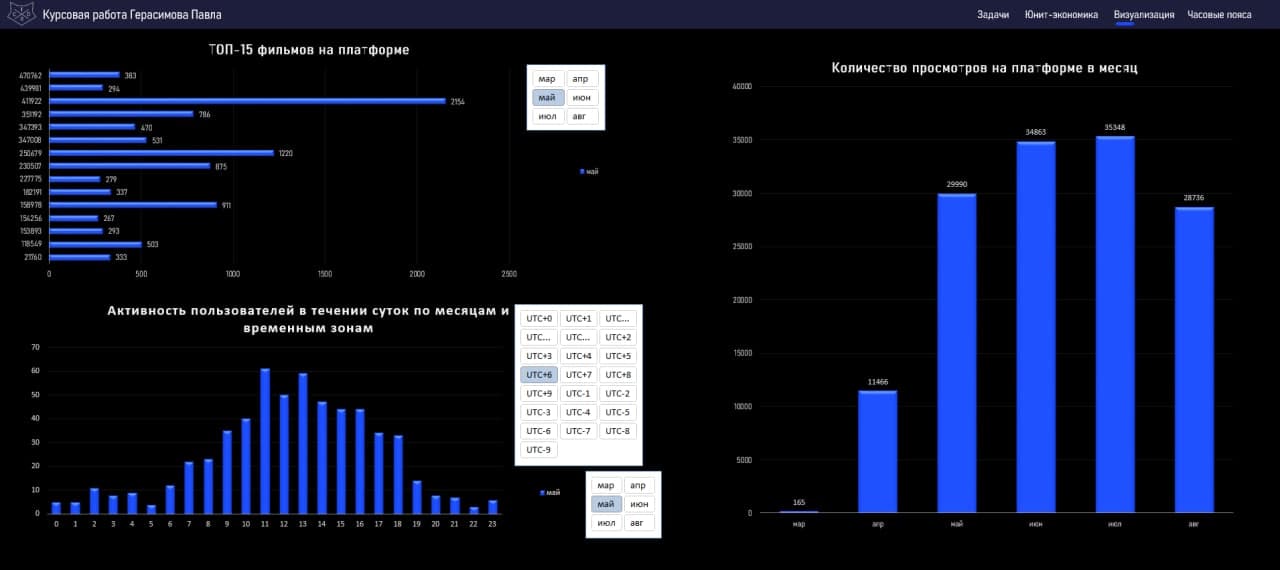 Курсовая работа Герасимова Павла
Задачи Юнит-экономика Визуализация Часовые пояса
ТОП-15 фильмов на платформе
470762 383
439981 294
411922 2154
351192 786
347393 470
347008 531
250679 1220
230507 875
227775 279
182191 337
158978 911
154256 267
153893 293
118549 503
21760 333
0 500 1000 1500 2000 2500
мар апр
май июн
июл авг
май
Количество просмотров на платформе в месяц
40000
35000
30000
25000
20000
15000
10000
5000
0
165 11466 29990 34863 35348 28736
мар апр май июн июл авг
Активность пользователей в течении суток по месяцам и
временным зонам
70
60
50
40
30
20
10
0
0 1 2 3 4 5 6 7 8 9 10 11 12 13 14 15 16 17 18 19 20 21 22 23
UTC+0 UTC+1 UTC...
UTC... UTC... UTC+2
UTC+3 UTC+4 UTC+5
UTC+6 UTC+7 UTC+8
UTC+9 UTC-1 UTC-2
UTC-3 UTC-4 UTC-5
UTC-6 UTC-7 UTC-8
UTC-9
май
мар апр
май июн
июл авг